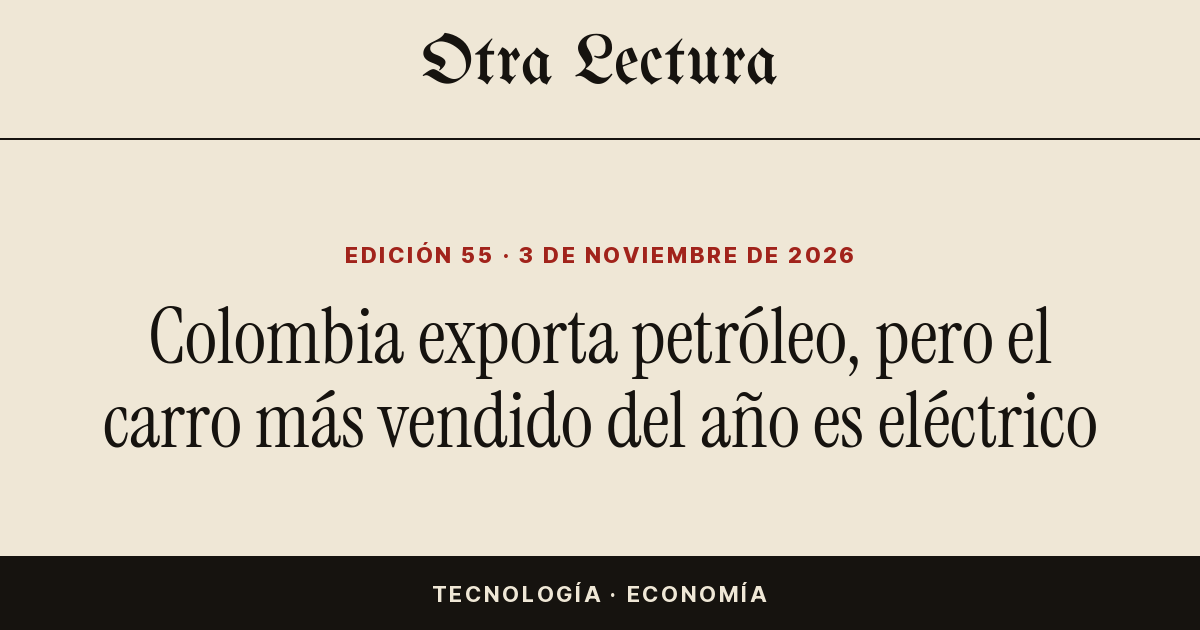 Otra Lectura
EDICIÓN 55 · 3 DE NOVIEMBRE DE 2026
Colombia exporta petróleo, pero el
carro más vendido del año es eléctrico
TECNOLOGÍA · ECONOMÍA